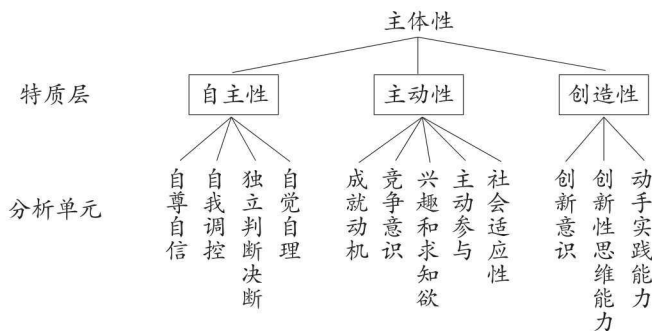 主体性
特质层
自主性
主动性
创造性
分析单元
自尊自信
自我调控
独立判断决断
自觉自理
成就动机
竞争意识
兴趣和求知欲
主动参与
社会适应性
创新意识
创新性思维能力
动手实践能力